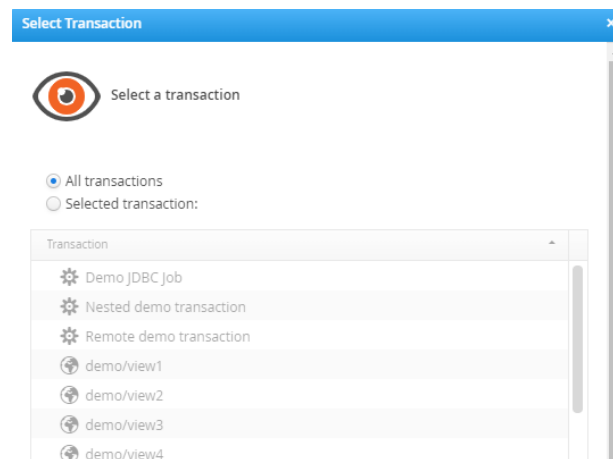 Select Transaction
Select a transaction
All transactions
Selected transaction:
Transaction
Demo JDBC Job
Nested demo transaction
Remote demo transaction
demo/view1
demo/view2
demo/view3
demo/view4